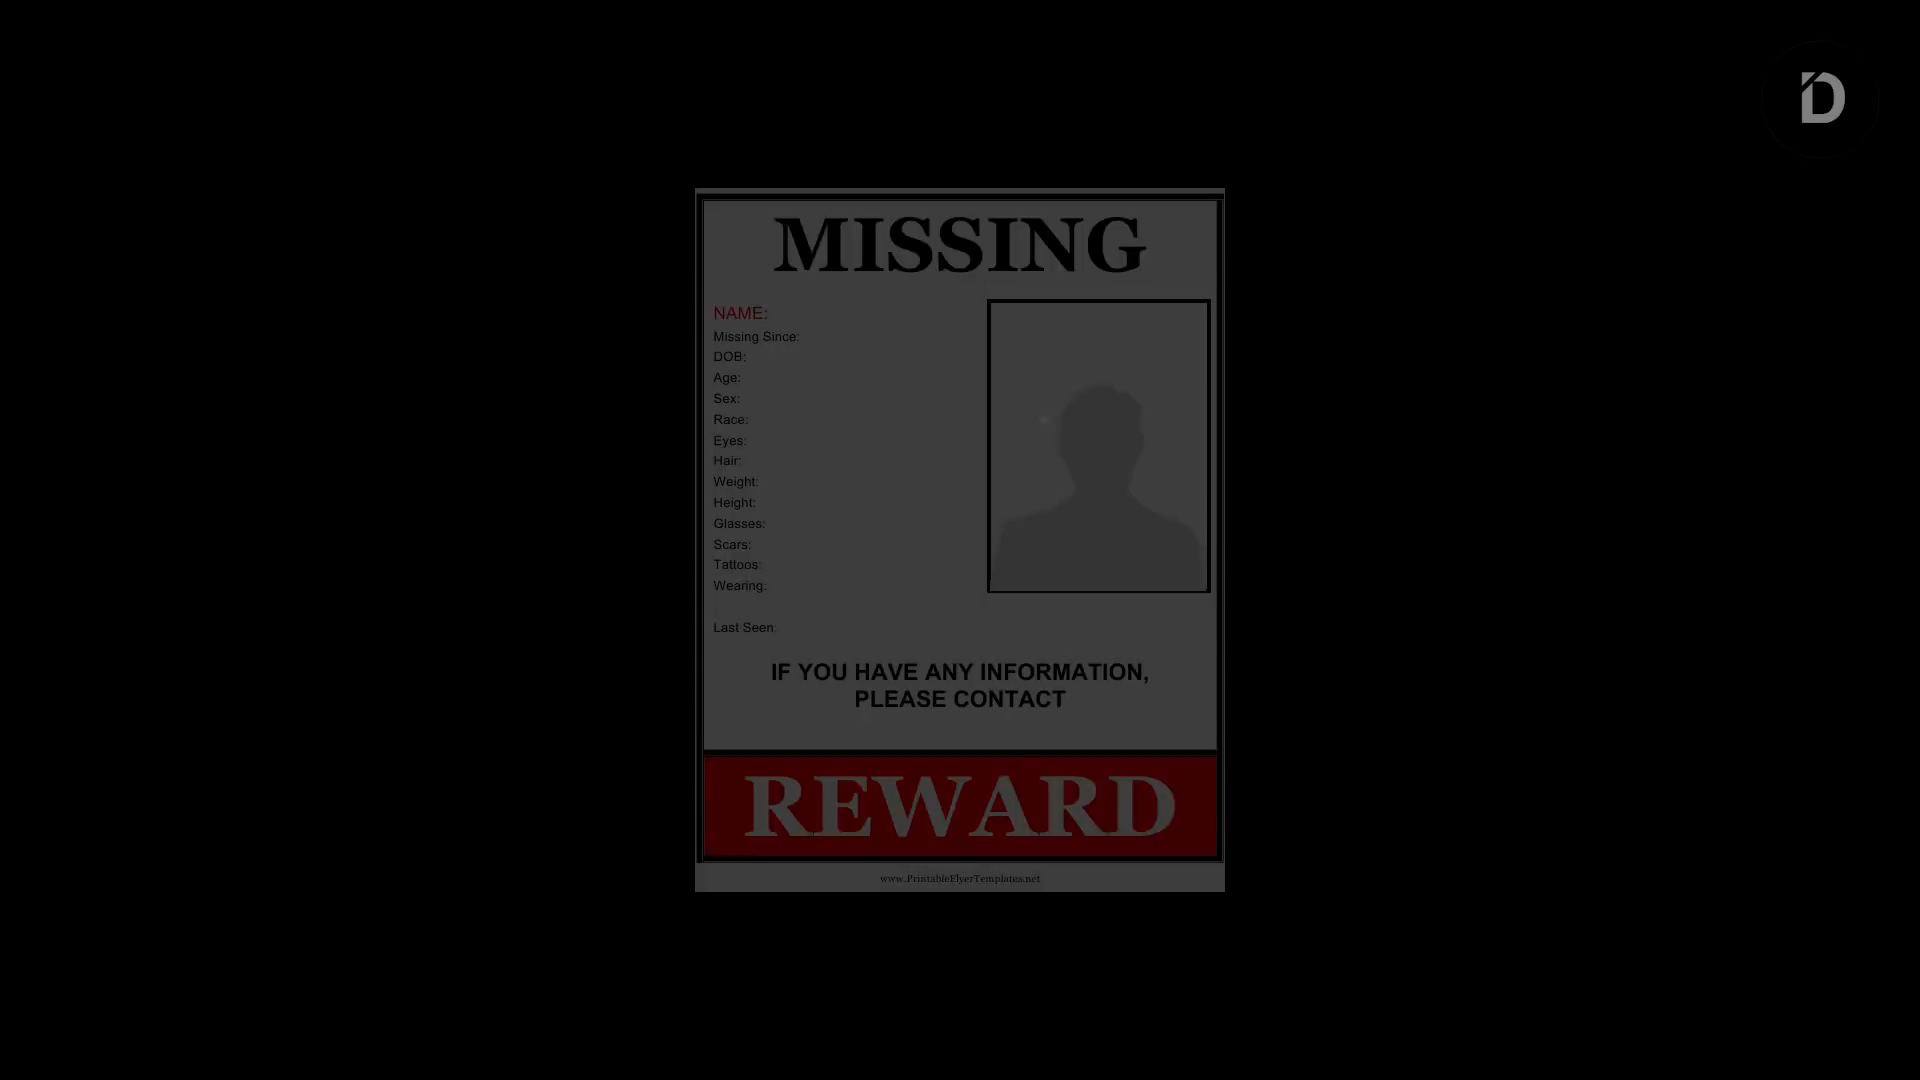 D
MISSING
NAME:
Missing Since:
DOB:
Age:
Sex:
Race:
Eyes:
Hair:
Weight:
Height:
Glasses:
Scars:
Tattoos:
Wearing:
Last Seen:
IF YOU HAVE ANY INFORMATION,
PLEASE CONTACT
REWARD
www.PrintableFlyerTemplates.net